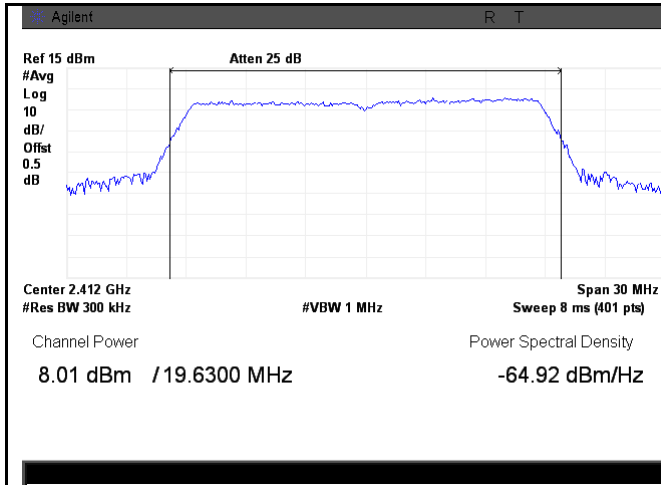 Agilent R T
Ref 15 dBm Atten 25 dB
#Avg
Log
10
dB/
Offst
0.5
dB
Center 2.412 GHz Span 30 MHz
#Res BW 300 kHz #VBW 1 MHz Sweep 8 ms (401 pts)
Channel Power Power Spectral Density
8.01 dBm / 19.6300 MHz -64.92 dBm/Hz